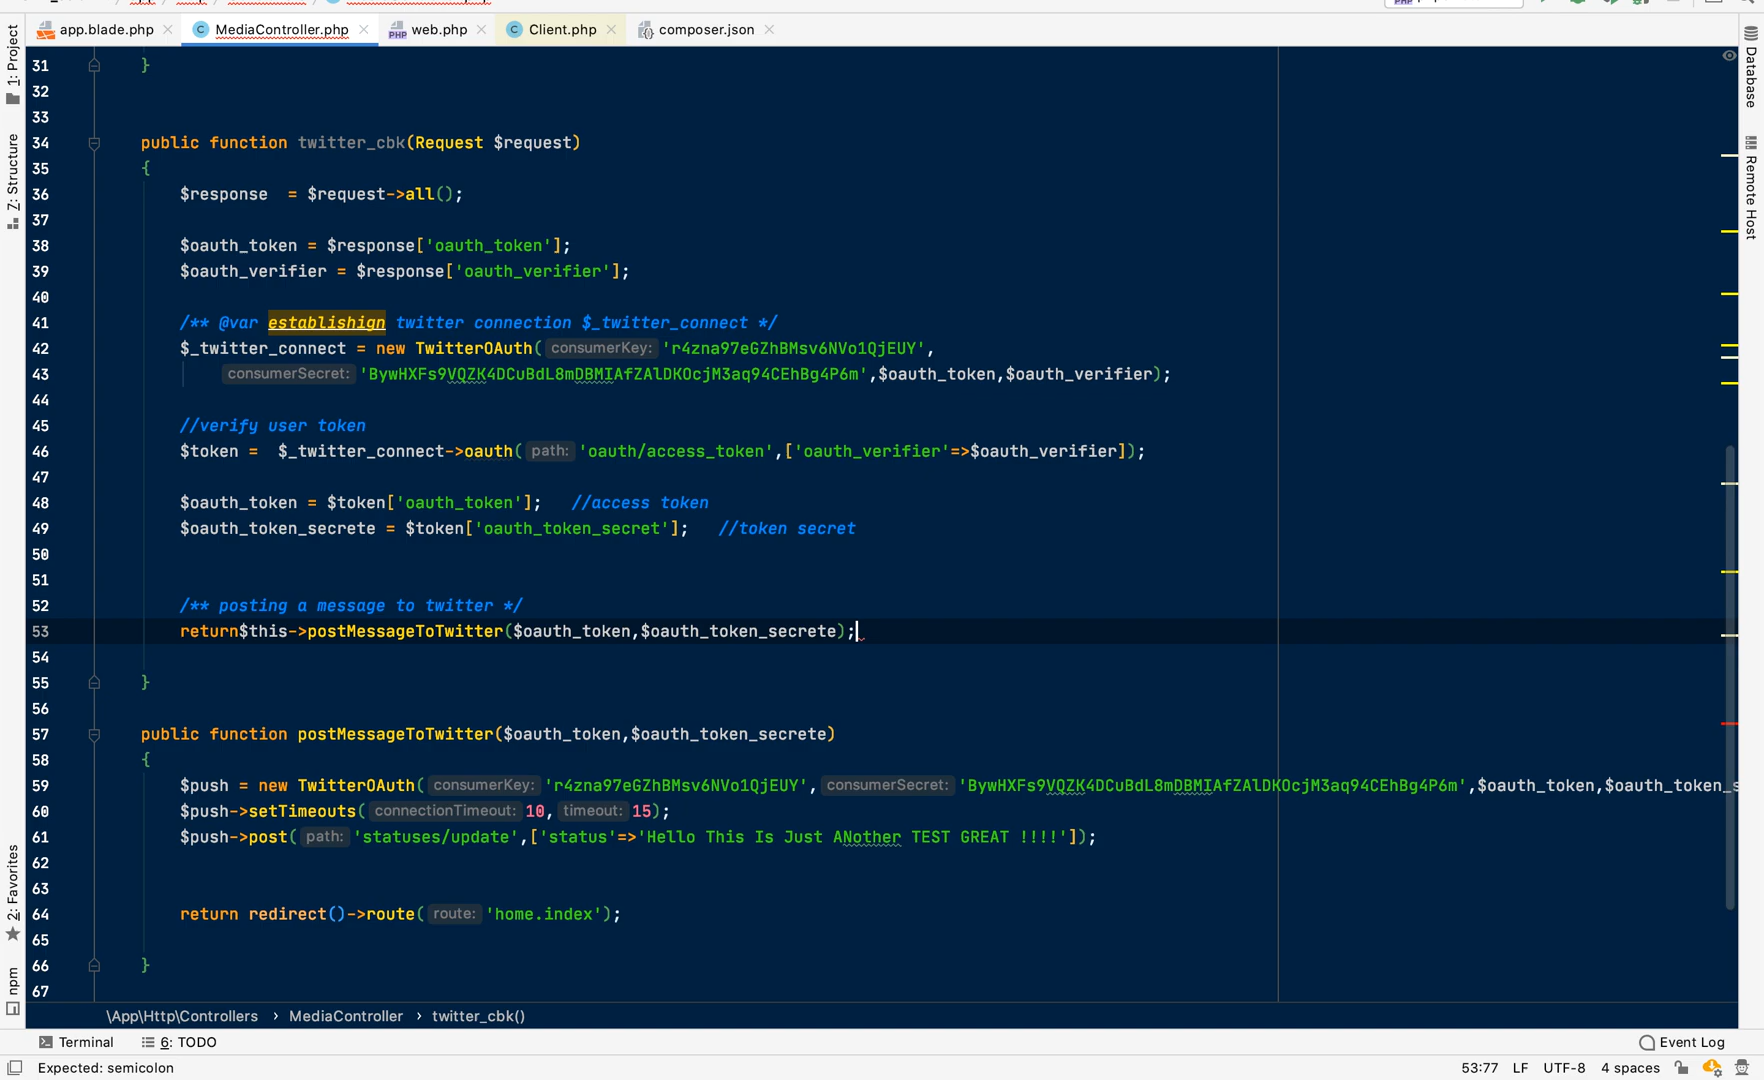 app.blade.php
MediaController.php
web.php
Client.php
composer.json
1: Project
Z: Structure
2: Favorites
npm
Database
Remote Host
31 }
32
33
34 public function twitter_cbk(Request $request)
35 {
36 $response  = $request->all();
37
38 $oauth_token = $response['oauth_token'];
39 $oauth_verifier = $response['oauth_verifier'];
40
41 /** @var establishign twitter connection $_twitter_connect */
42 $_twitter_connect = new TwitterOAuth( consumerKey: 'r4zna97eGZhBMsv6NVo1QjEUY',
43 consumerSecret: 'BywHXFs9VQZK4DCuBdL8mDBMIAfZAlDKOcjM3aq94CEhBg4P6m',$oauth_token,$oauth_verifier);
44
45 //verify user token
46 $token =  $_twitter_connect->oauth( path: 'oauth/access_token',['oauth_verifier'=>$oauth_verifier]);
47
48 $oauth_token = $token['oauth_token'];   //access token
49 $oauth_token_secrete = $token['oauth_token_secret'];   //token secret
50
51
52 /** posting a message to twitter */
53 return$this->postMessageToTwitter($oauth_token,$oauth_token_secrete);
54
55 }
56
57 public function postMessageToTwitter($oauth_token,$oauth_token_secrete)
58 {
59 $push = new TwitterOAuth( consumerKey: 'r4zna97eGZhBMsv6NVo1QjEUY', consumerSecret: 'BywHXFs9VQZK4DCuBdL8mDBMIAfZAlDKOcjM3aq94CEhBg4P6m',$oauth_token,$oauth_token_s
60 $push->setTimeouts( connectionTimeout: 10, timeout: 15);
61 $push->post( path: 'statuses/update',['status'=>'Hello This Is Just ANother TEST GREAT !!!!']);
62
63
64 return redirect()->route( route: 'home.index');
65
66 }
67
\App\Http\Controllers › MediaController › twitter_cbk()
Terminal 6: TODO Event Log
Expected: semicolon 53:77 LF UTF-8 4 spaces